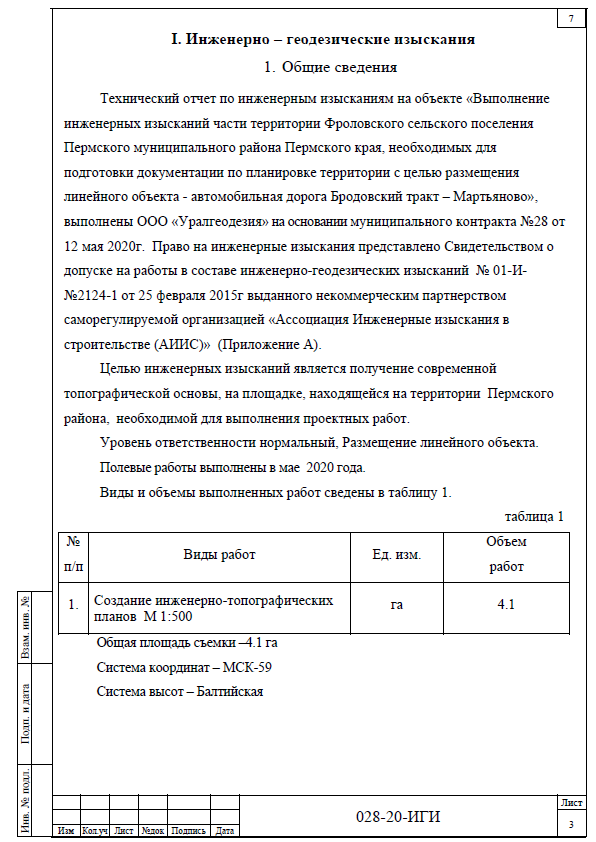 7
I. Инженерно – геодезические изыскания
1. Общие сведения
Технический отчет по инженерным изысканиям на объекте «Выполнение
инженерных изысканий части территории Фроловского сельского поселения
Пермского муниципального района Пермского края, необходимых для
подготовки документации по планировке территории с целью размещения
линейного объекта - автомобильная дорога Бродовский тракт – Мартьяново»,
выполнены ООО «Уралгеодезия» на основании муниципального контракта №28 от
12 мая 2020г. Право на инженерные изыскания представлено Свидетельством о
допуске на работы в составе инженерно-геодезических изысканий № 01-И-
№2124-1 от 25 февраля 2015г выданного некоммерческим партнерством
саморегулируемой организацией «Ассоциация Инженерные изыскания в
строительстве (АИИС)» (Приложение А).
Целью инженерных изысканий является получение современной
топографической основы, на площадке, находящейся на территории Пермского
района, необходимой для выполнения проектных работ.
Уровень ответственности нормальный, Размещение линейного объекта.
Полевые работы выполнены в мае 2020 года.
Виды и объемы выполненных работ сведены в таблицу 1.
таблица 1
№ п/п Виды работ Ед. изм. Объем работ
1. Создание инженерно-топографических планов М 1:500 га 4.1
Общая площадь съемки –4.1 га
Система координат – МСК-59
Система высот – Балтийская
Взам. инв. №
Подп. и дата
Инв. № подл.
Изм Кол.уч Лист №док Подпись Дата
028-20-ИГИ
Лист
3